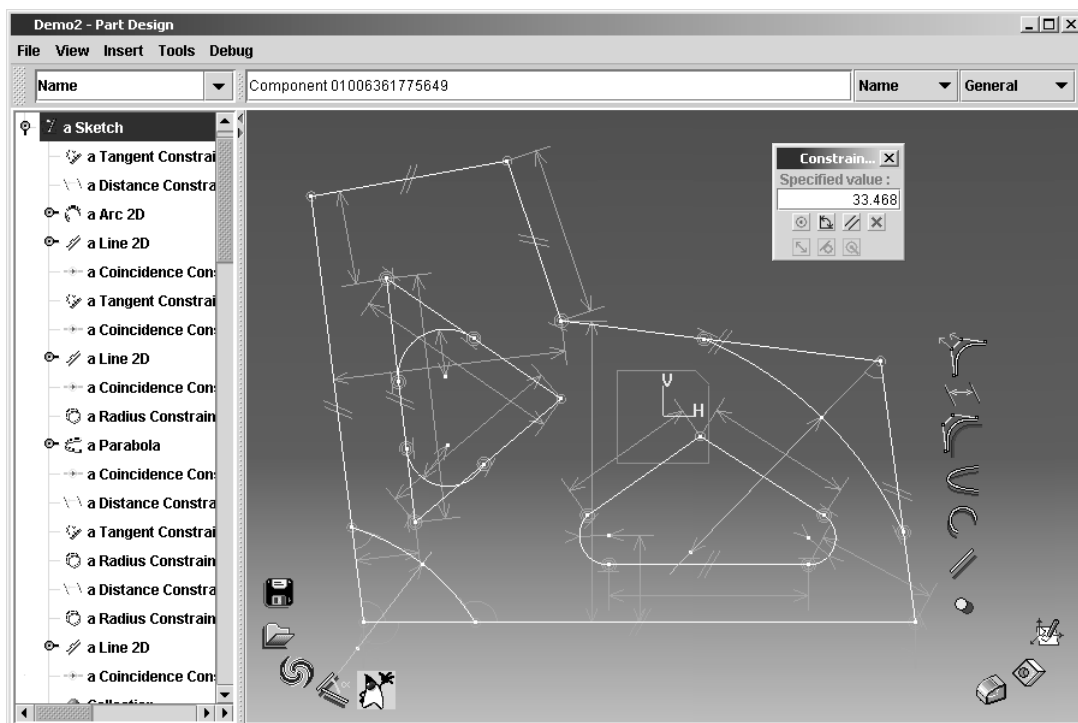 Demo2 - Part Design
File View Insert Tools Debug
Name
Component 01006361775649
Name
General
a Sketch
a Tangent Constrai
a Distance Constra
a Arc 2D
a Line 2D
a Coincidence Con
a Tangent Constrai
a Coincidence Con
a Line 2D
a Coincidence Con
a Radius Constrain
a Parabola
a Coincidence Con
a Distance Constra
a Tangent Constrai
a Radius Constrain
a Distance Constra
a Radius Constrain
a Line 2D
a Coincidence Con
Collection
Constrain...
Specified value :
33.468
V
H